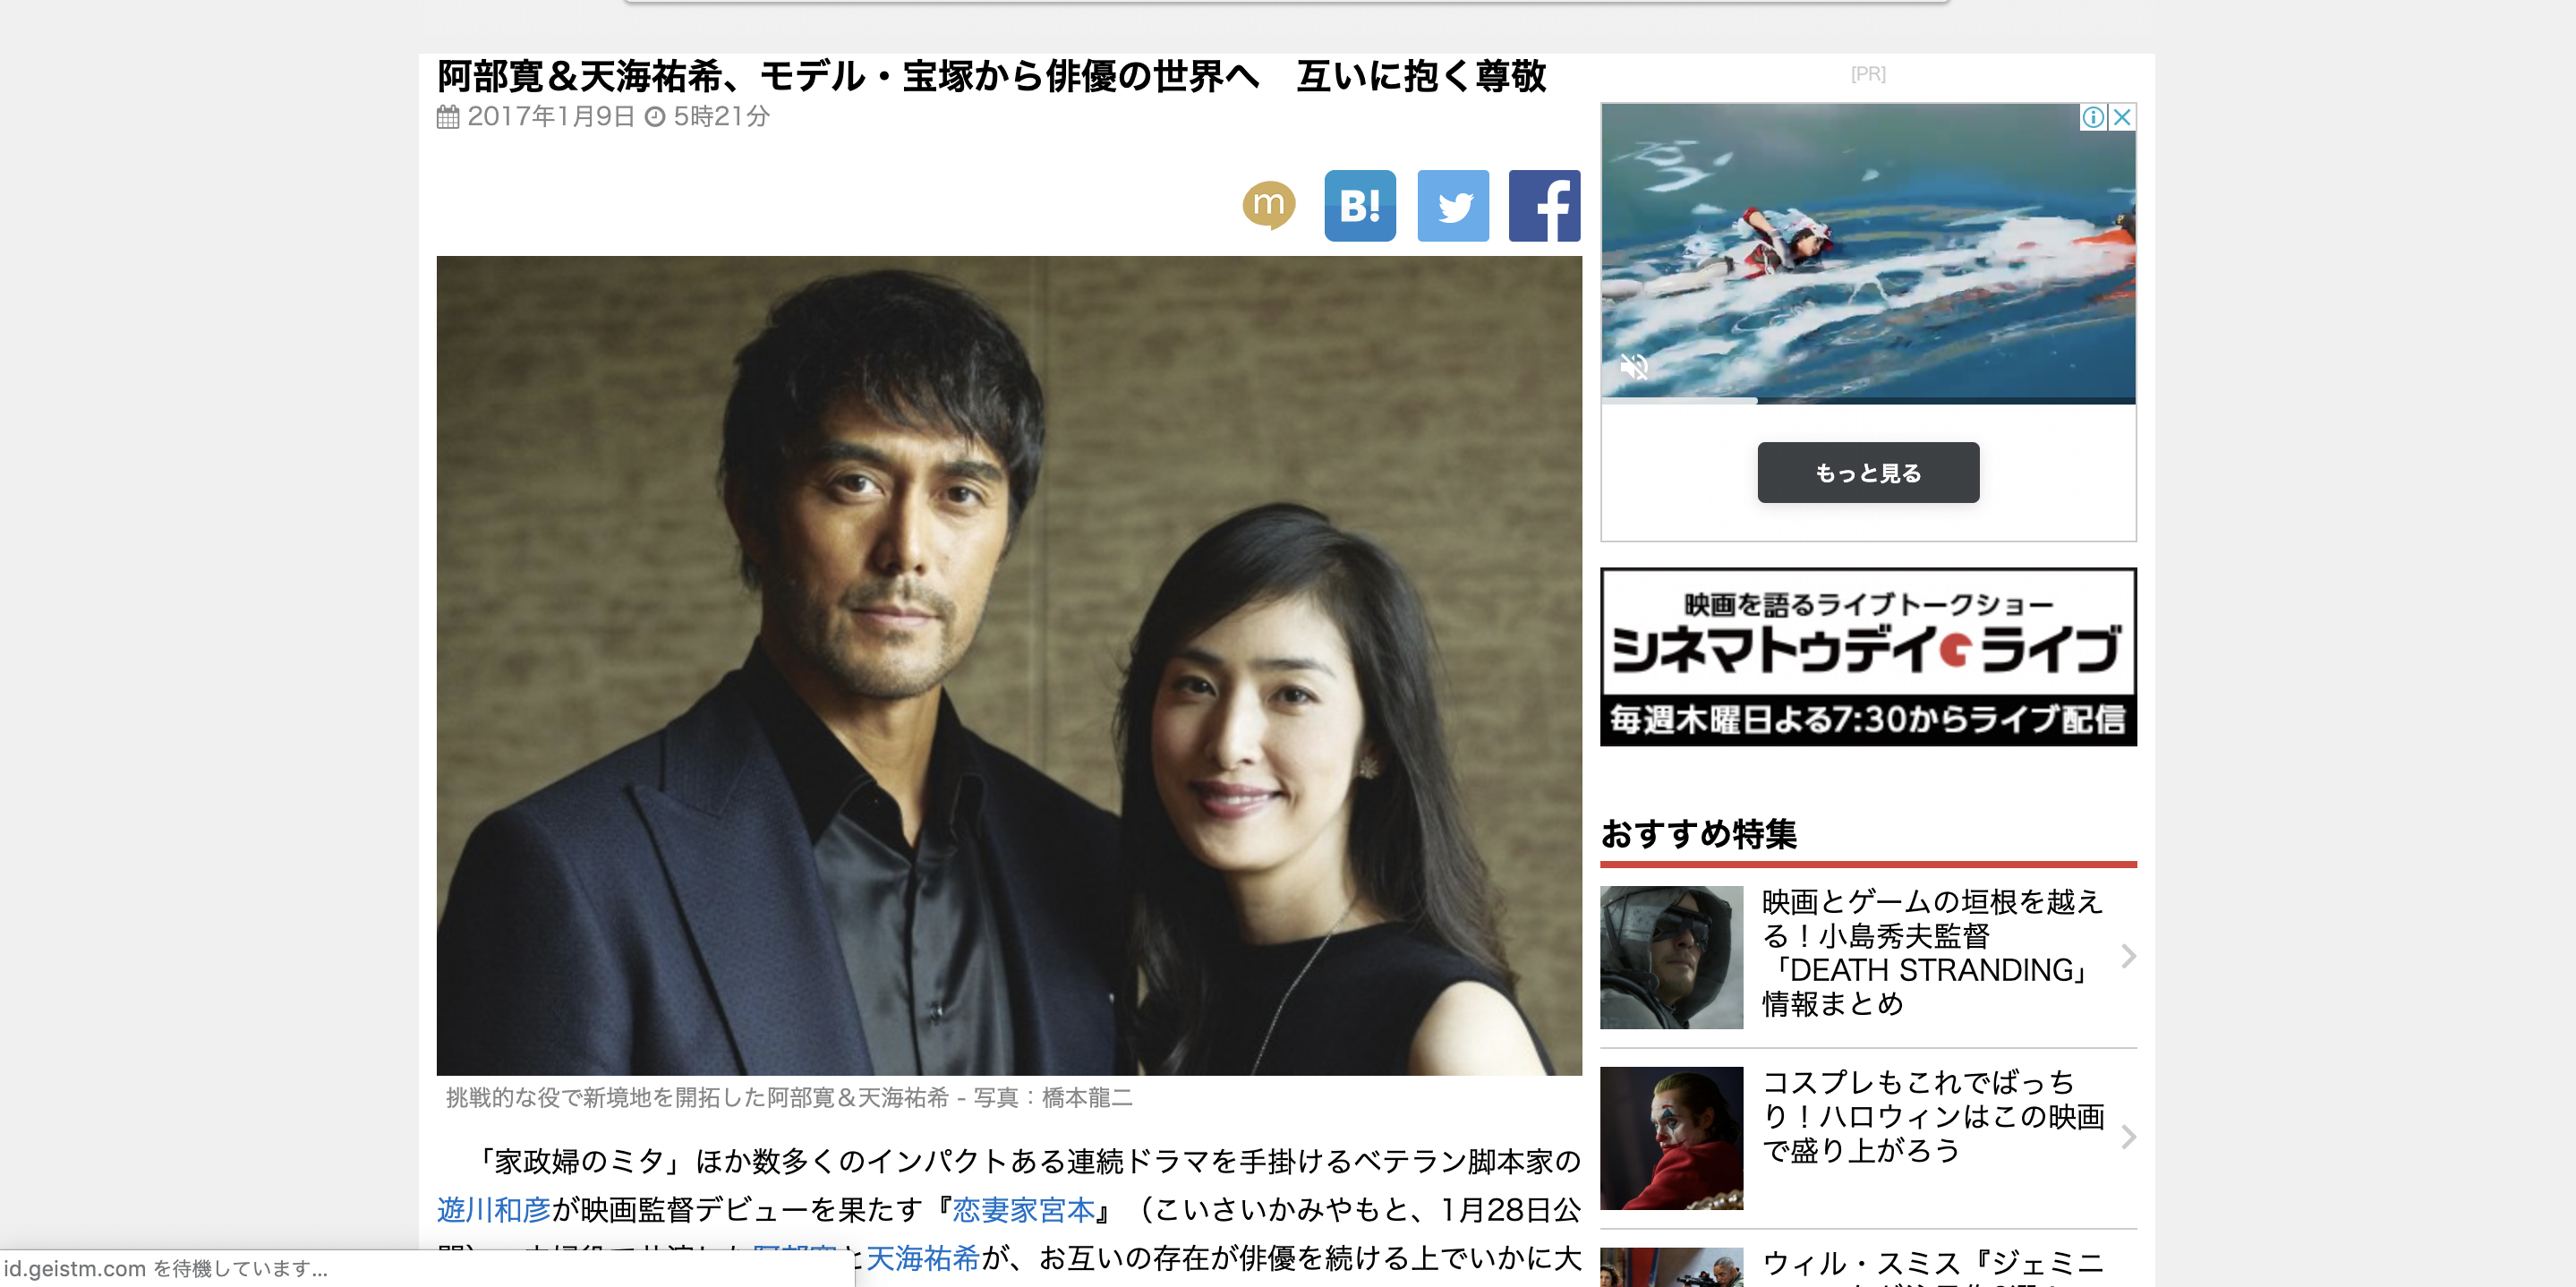 阿部寛＆天海祐希、モデル・宝塚から俳優の世界へ　互いに抱く尊敬
2017年1月9日 5時21分
m
B!
f
挑戦的な役で新境地を開拓した阿部寛＆天海祐希 - 写真：橋本龍二
「家政婦のミタ」ほか数多くのインパクトある連続ドラマを手掛けるベテラン脚本家の
遊川和彦が映画監督デビューを果たす『恋妻家宮本』（こいさいかみやもと、1月28日公
と天海祐希が、お互いの存在が俳優を続ける上でいかに大
id.geistm.com を待機しています...
[PR]
もっと見る
映画を語るライブトークショー
シネマトゥデイ ライブ
毎週木曜日よる7:30からライブ配信
おすすめ特集
映画とゲームの垣根を越え
る！小島秀夫監督
「DEATH STRANDING」
情報まとめ
コスプレもこれでばっち
り！ハロウィンはこの映画
で盛り上がろう
ウィル・スミス『ジェミニ